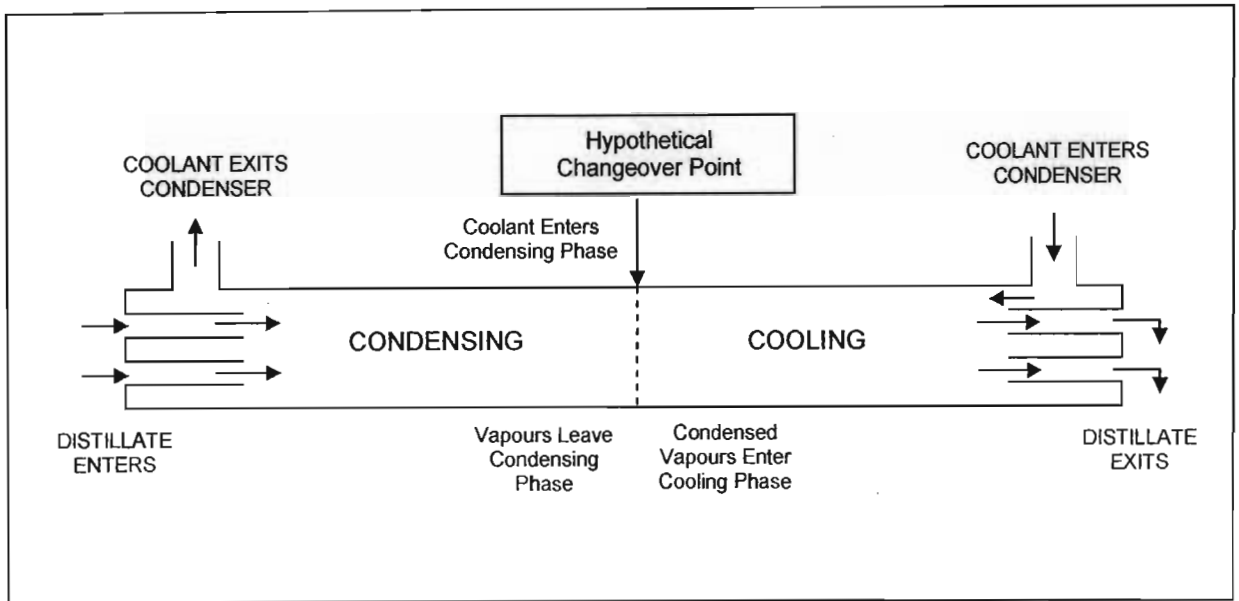 Hypothetical
Changeover Point
COOLANT EXITS
CONDENSER
COOLANT ENTERS
CONDENSER
Coolant Enters
Condensing Phase
CONDENSING
COOLING
DISTILLATE
ENTERS
Vapours Leave
Condensing
Phase
Condensed
Vapours Enter
Cooling Phase
DISTILLATE
EXITS